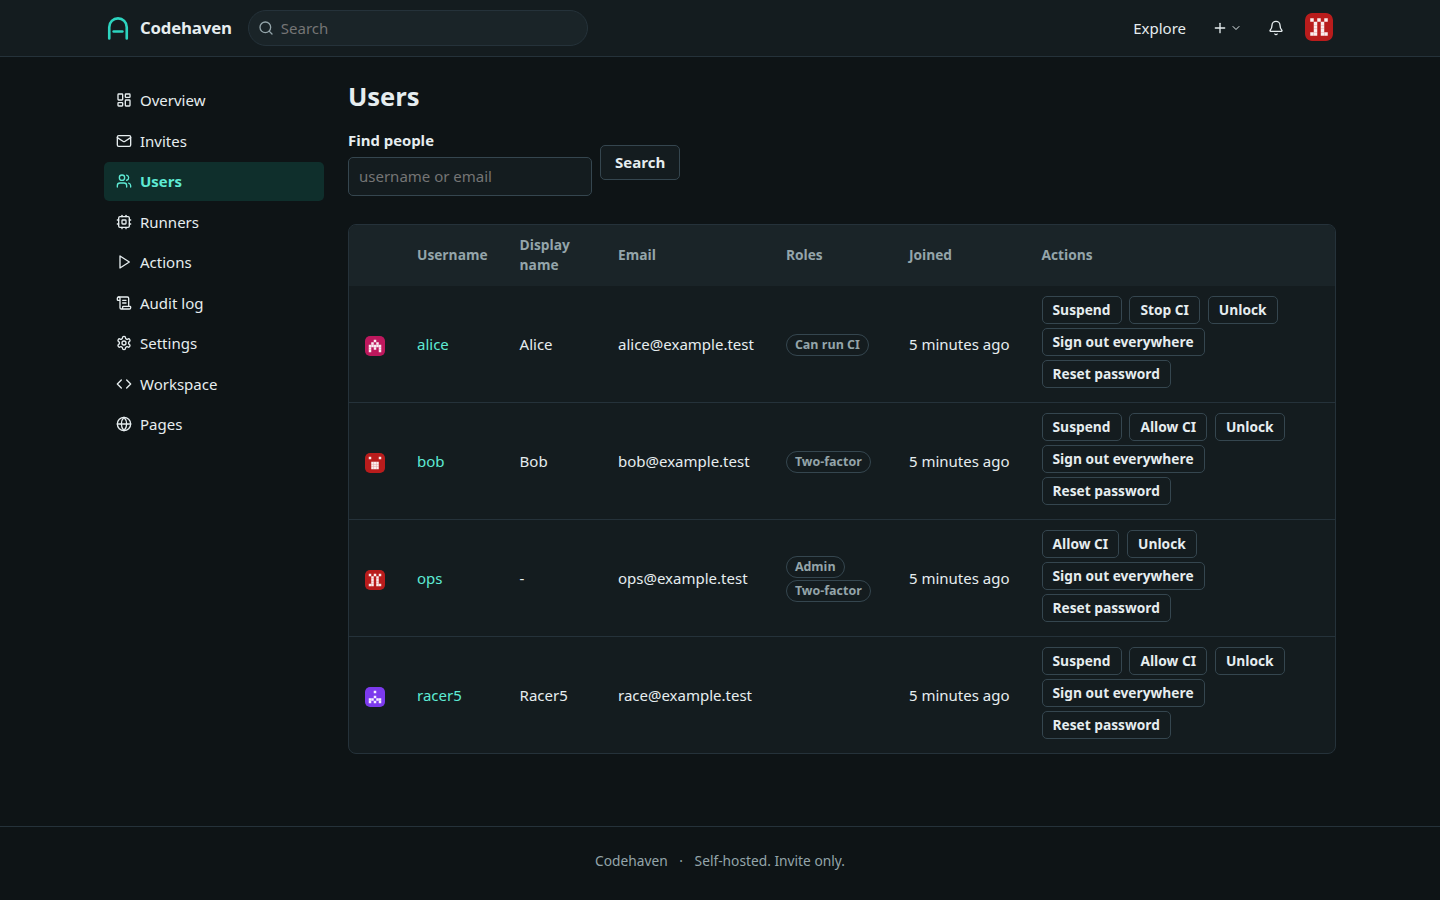 Codehaven
Search
Explore
Overview
Invites
Users
Runners
Actions
Audit log
Settings
Workspace
Pages
Users
Find people
username or email
Search
Username Display name Email Roles Joined Actions
alice Alice alice@example.test Can run CI 5 minutes ago Suspend Stop CI Unlock
Sign out everywhere
Reset password
bob Bob bob@example.test Two-factor 5 minutes ago Suspend Allow CI Unlock
Sign out everywhere
Reset password
ops - ops@example.test Admin Two-factor 5 minutes ago Allow CI Unlock
Sign out everywhere
Reset password
racer5 Racer5 race@example.test 5 minutes ago Suspend Allow CI Unlock
Sign out everywhere
Reset password
Codehaven · Self-hosted. Invite only.